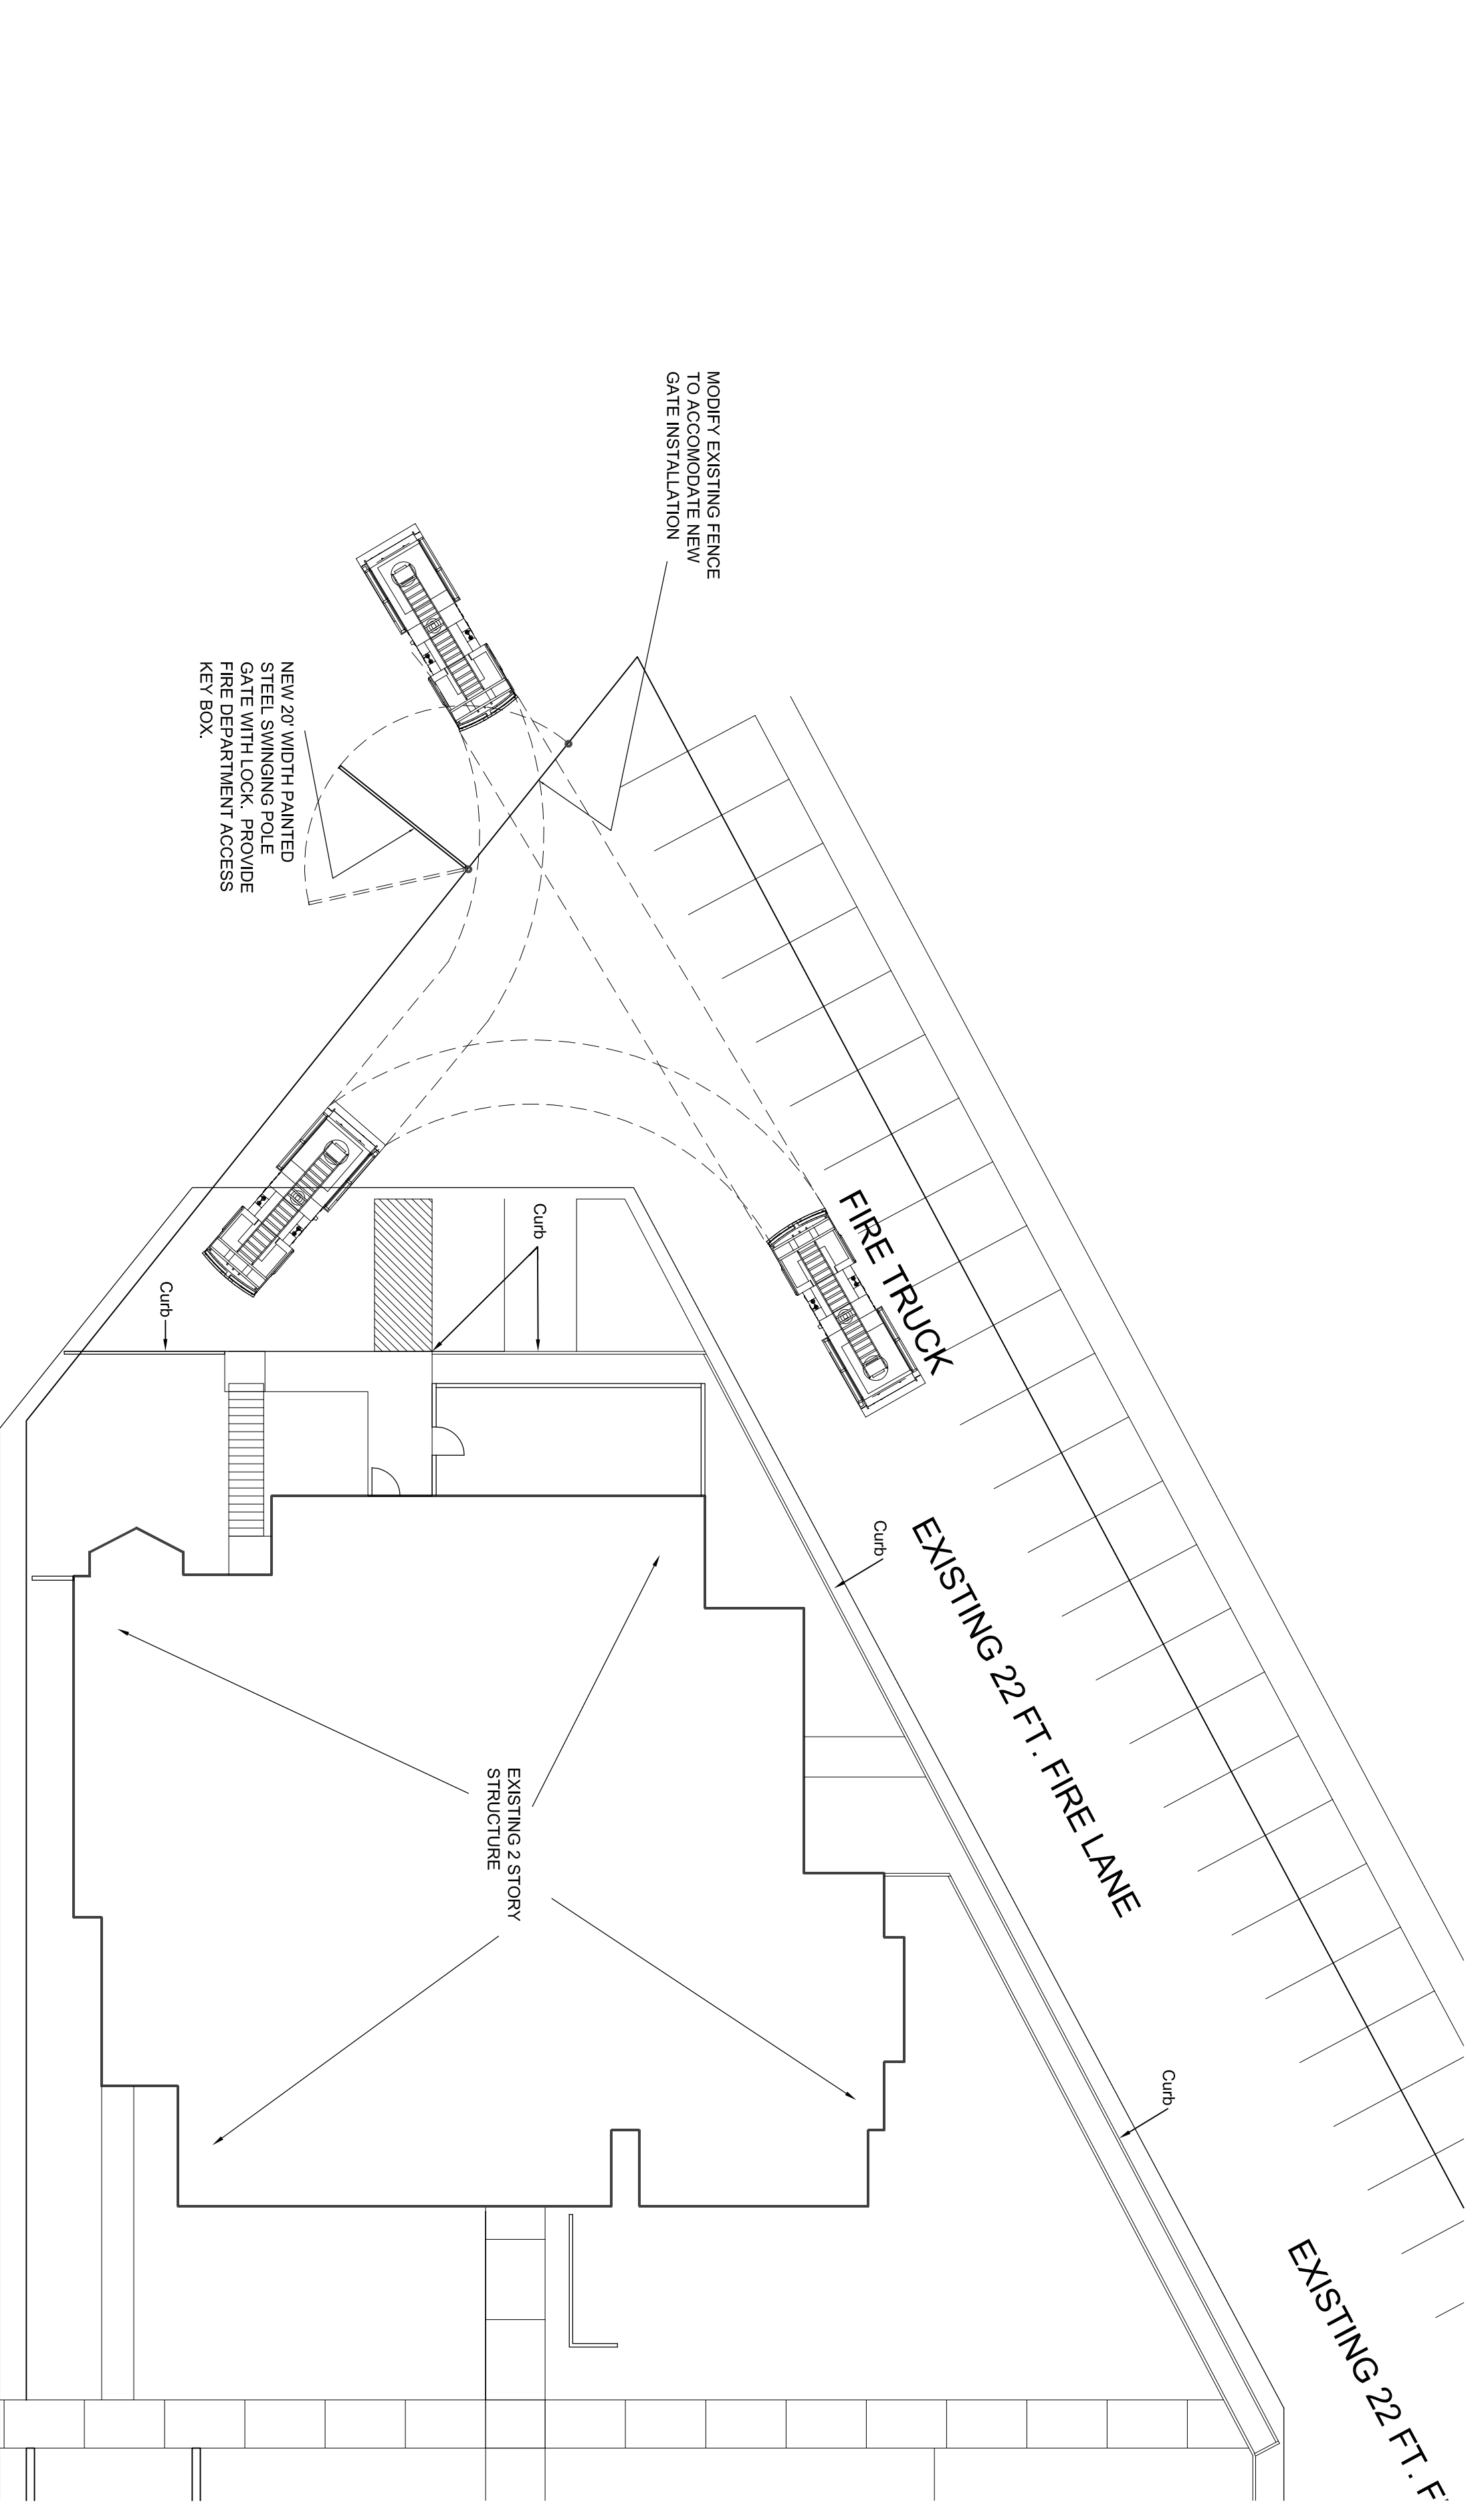 MODIFY EXISTING FENCE
TO ACCOMODATE NEW
GATE INSTALLATION
NEW 20' WIDTH PAINTED
STEEL SWINGING POLE
GATE WITH LOCK.  PROVIDE
FIRE DEPARTMENT ACCESS
KEY BOX.
FIRE TRUCK
Curb
Curb
Curb
EXISTING 22 FT. FIRE LANE
EXISTING 2 STORY
STRUCTURE
Curb
EXISTING 22 FT.